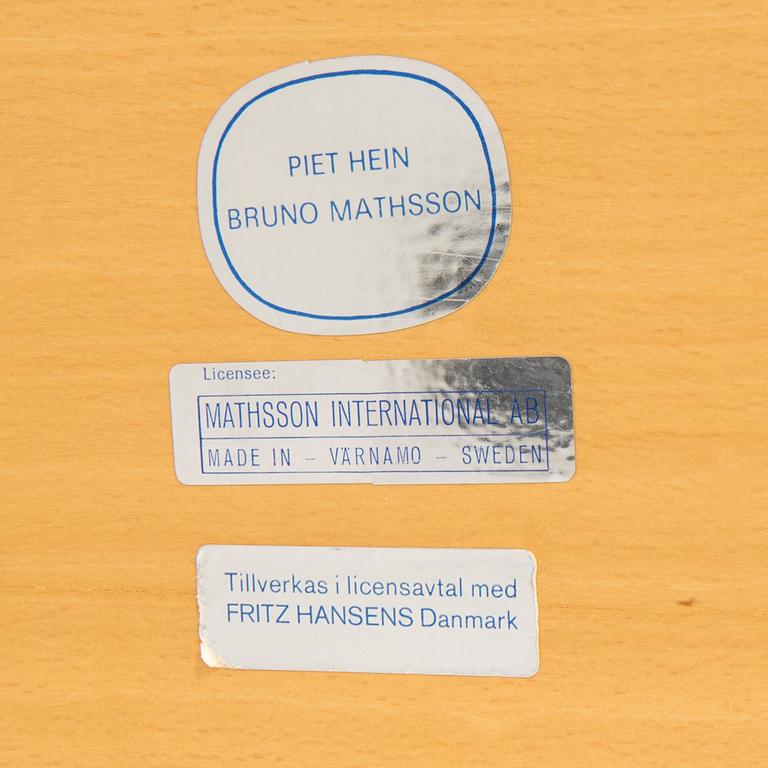 PIET HEIN
BRUNO MATHSSON
Licensee:
MATHSSON INTERNATIONAL AB
MADE IN – VÄRNAMO – SWEDEN
Tillverkas i licensavtal med
FRITZ HANSENS Danmark